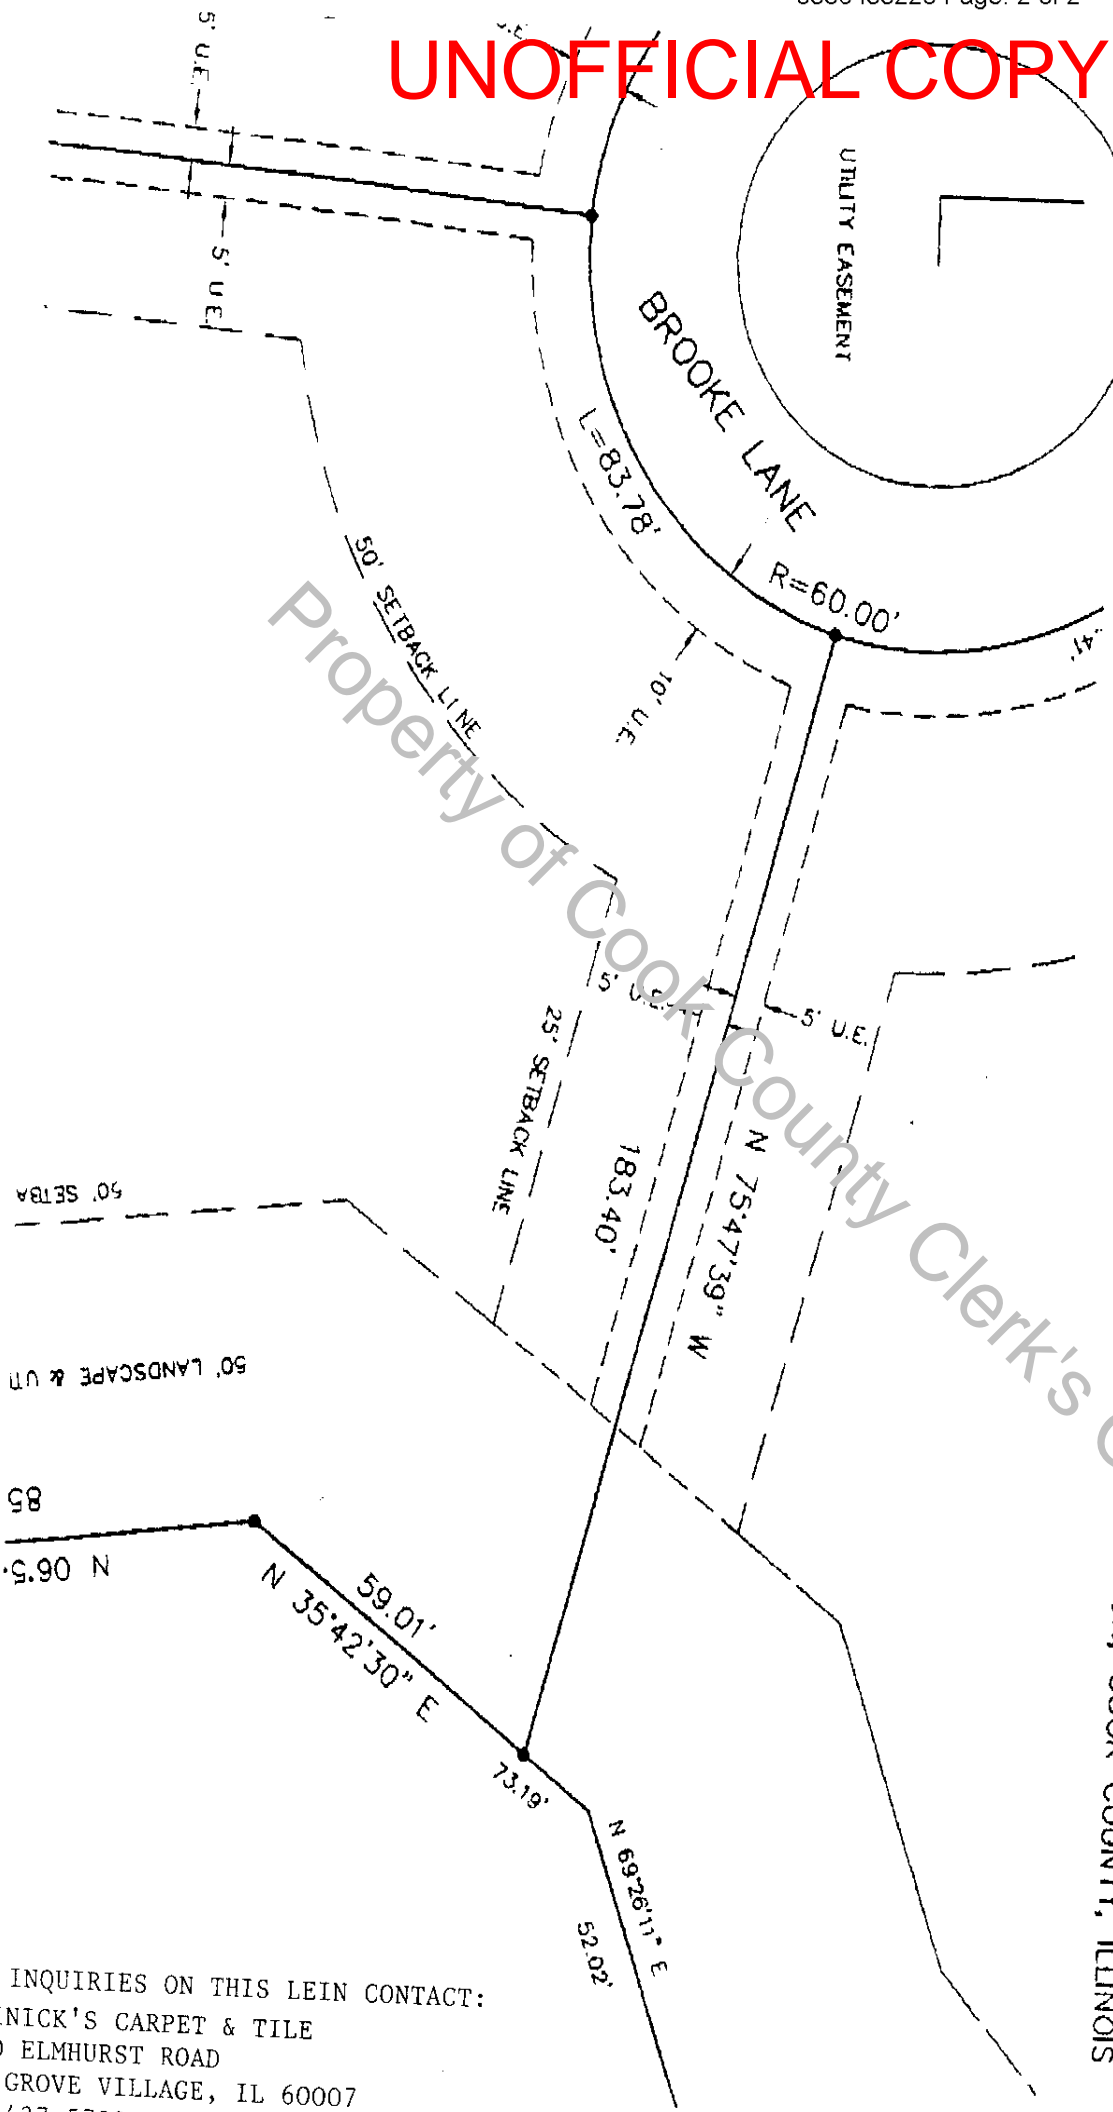 UNOFFICIAL COPY
5' U.E.
UTILITY EASEMENT
5' U.E.
BROOKE LANE
L=83.78'
R=60.00'
50' SETBACK LINE
10' U.E.
Property of Cook County Clerk's
5' U.E.
5' U.E.
25' SETBACK LINE
183.40'
N 75°47'39" W
50' SETBA
50' LANDSCAPE & UTI
85
N 06°5
59.01'
N 35°42'30" E
73.19'
N 69°26'11" E
52.02'
COUNTY, ILLINOIS
INQUIRIES ON THIS LEIN CONTACT:
NICK'S CARPET & TILE
ELMHURST ROAD
GROVE VILLAGE, IL 60007